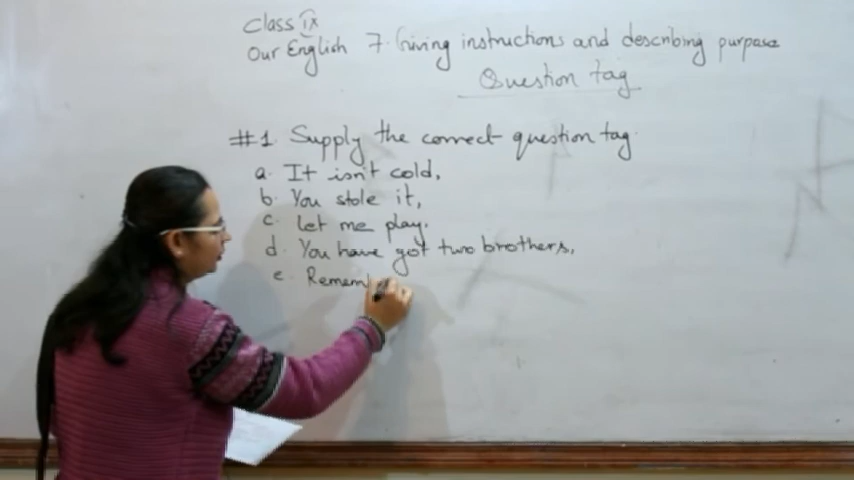 Class IX
Our English 7. Giving instructions and describing purpose
Question tag
#1. Supply the correct question tag.
a. It isn't cold,
b. You stole it,
c. Let me play.
d. You have got two brothers,
e. Remem